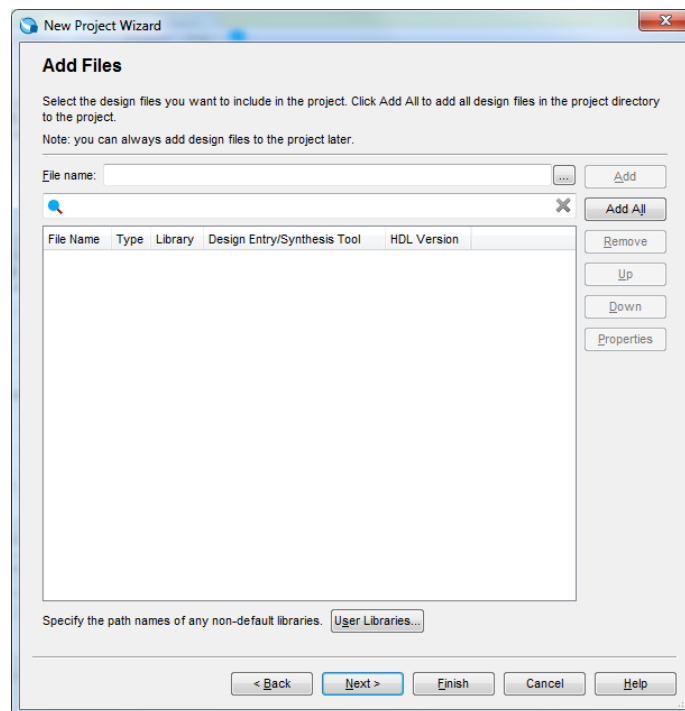 New Project Wizard
Add Files
Select the design files you want to include in the project. Click Add All to add all design files in the project directory
to the project.
Note: you can always add design files to the project later.
File name: ... Add
Add All
File Name Type Library Design Entry/Synthesis Tool HDL Version
Remove
Up
Down
Properties
Specify the path names of any non-default libraries. User Libraries...
< Back Next > Finish Cancel Help